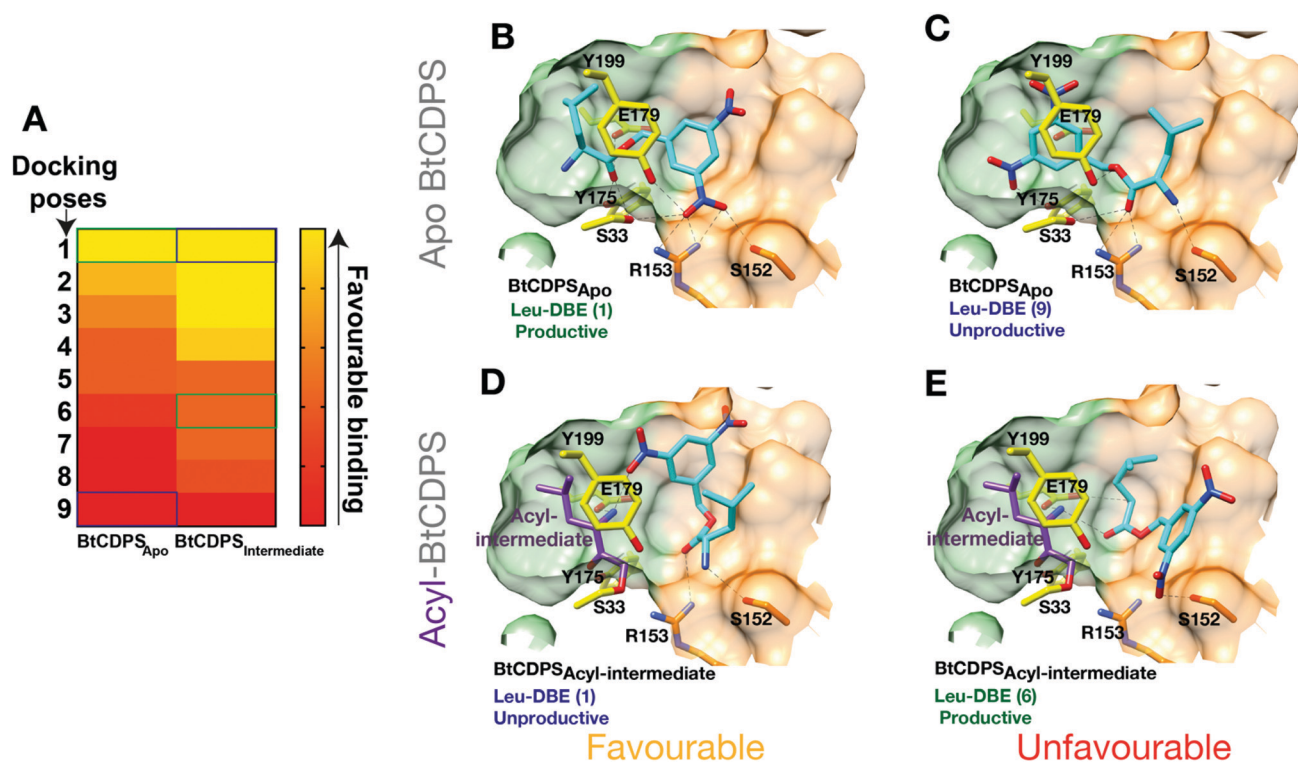 A
Docking
poses
1
2
3
4
5
6
7
8
9
BtCDPSApo
BtCDPSIntermediate
Favourable binding
Apo BtCDPS
B
Y199
E179
Y175
S33
R153
S152
BtCDPSApo
Leu-DBE (1)
Productive
C
Y199
E179
Y175
S33
R153
S152
BtCDPSApo
Leu-DBE (9)
Unproductive
Acyl-BtCDPS
D
Y199
E179
Acyl-
intermediate
Y175
S33
R153
S152
BtCDPSAcyl-intermediate
Leu-DBE (1)
Unproductive
Favourable
E
Y199
E179
Acyl-
intermediate
Y175
S33
R153
S152
BtCDPSAcyl-intermediate
Leu-DBE (6)
Productive
Unfavourable